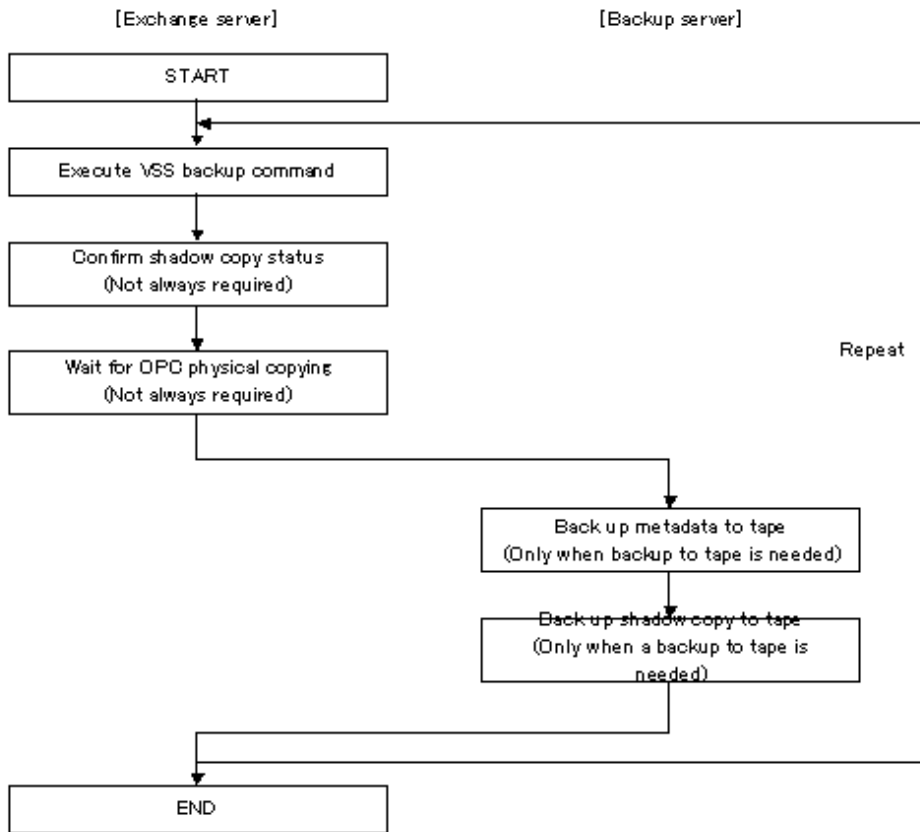 [Exchange server]
[Backup server]
START
Execute VSS backup command
Confirm shadow copy status
(Not always required)
Wait for OPC physical copying
(Not always required)
Repeat
Back up metadata to tape
(Only when backup to tape is needed)
Back up shadow copy to tape
(Only when a backup to tape is
needed)
END